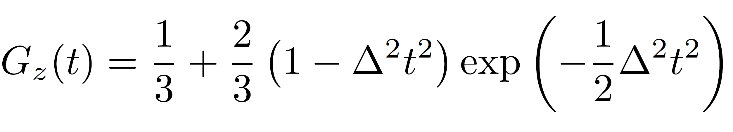 G_z(t) = \frac{1}{3} + \frac{2}{3} \left(1 - \Delta^2 t^2\right) \exp\left(-\frac{1}{2}\Delta^2 t^2\right)